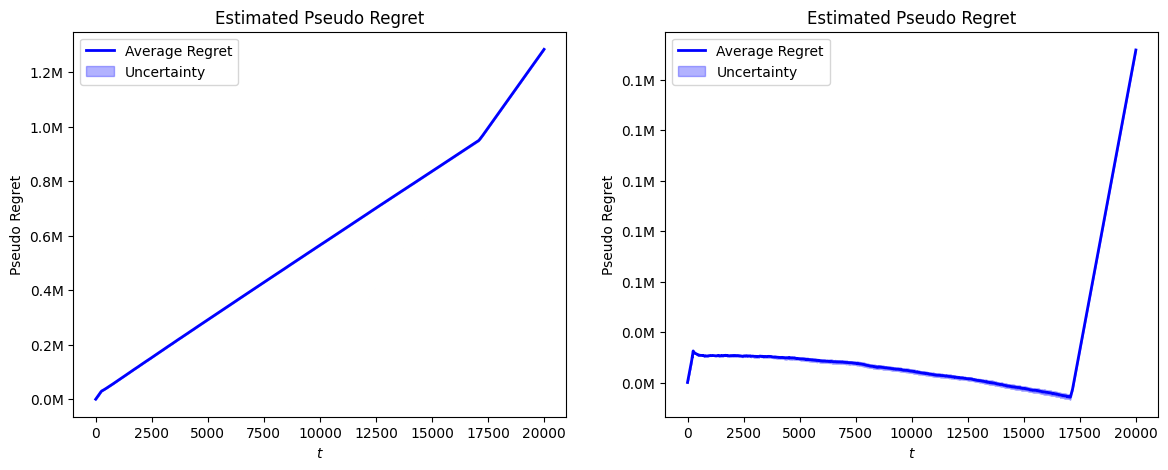 Estimated Pseudo Regret
Average Regret
Uncertainty
1.2M
1.0M
0.8M
0.6M
0.4M
0.2M
0.0M
Pseudo Regret
0 2500 5000 7500 10000 12500 15000 17500 20000
t
Estimated Pseudo Regret
Average Regret
Uncertainty
0.1M
0.1M
0.1M
0.1M
0.1M
0.0M
0.0M
Pseudo Regret
0 2500 5000 7500 10000 12500 15000 17500 20000
t